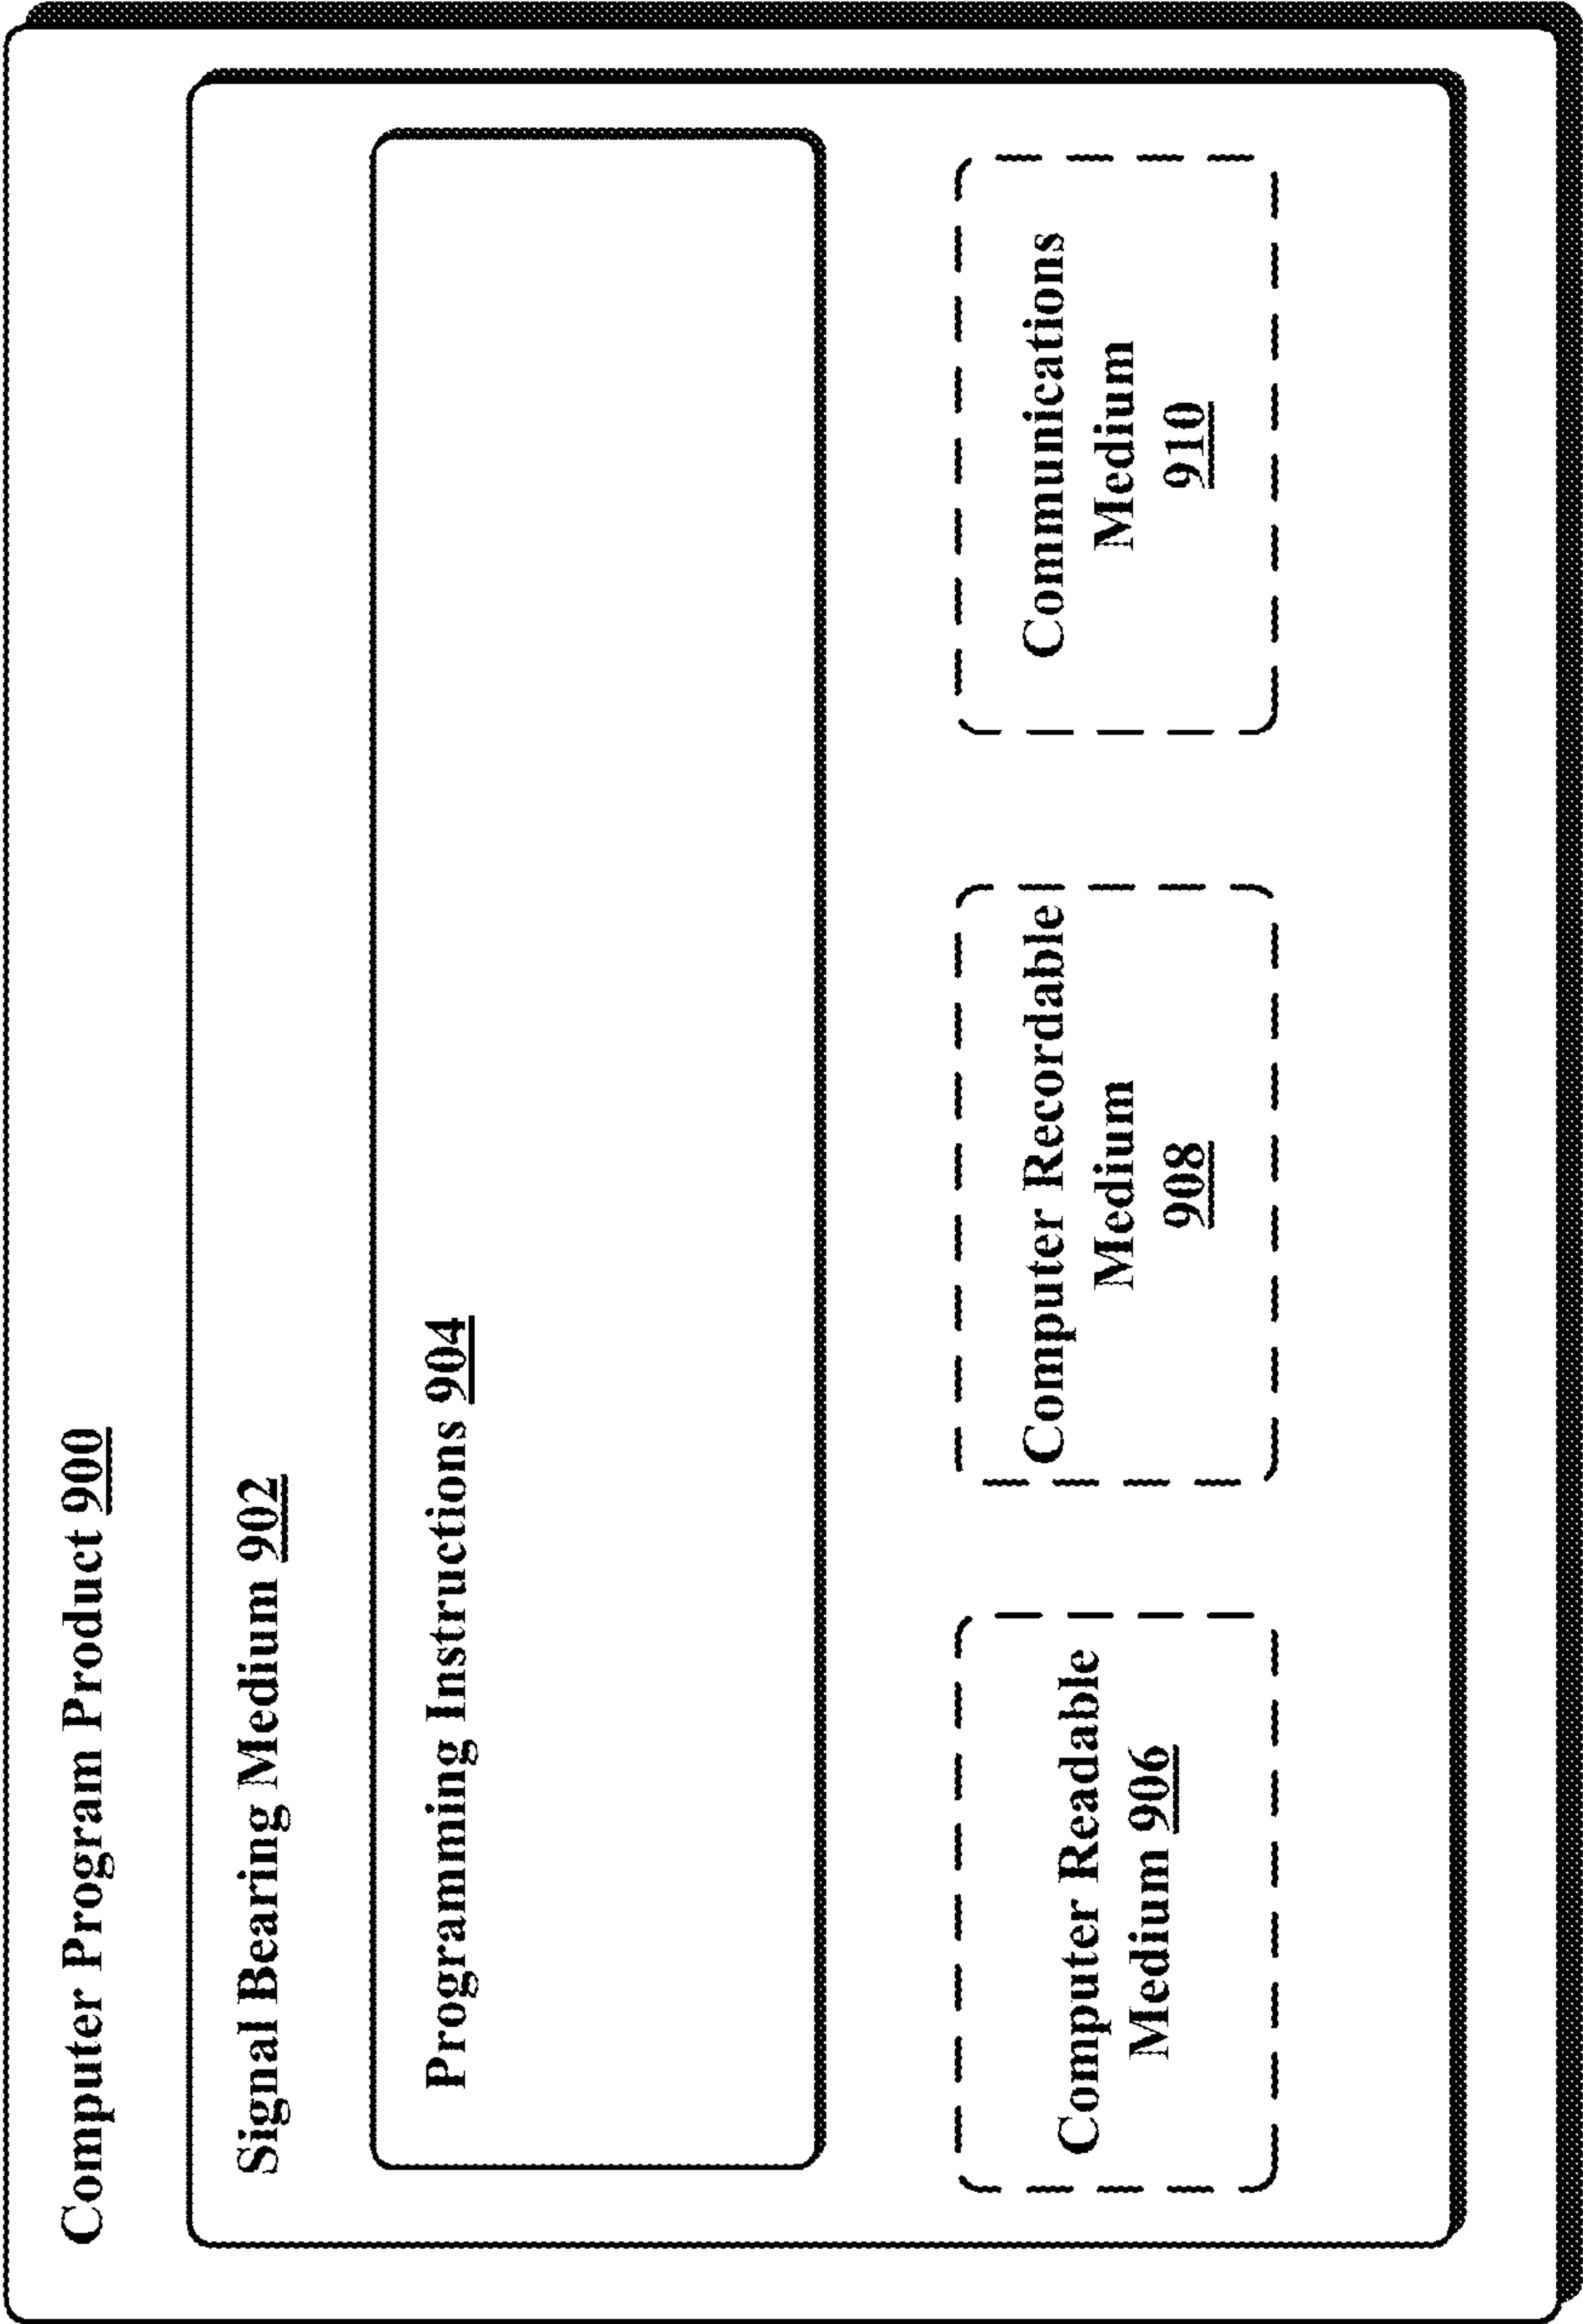 Computer Program Product 900
Signal Bearing Medium 902
Programming Instructions 904
Computer Readable
Medium 906
Computer Recordable
Medium
908
Communications
Medium
910